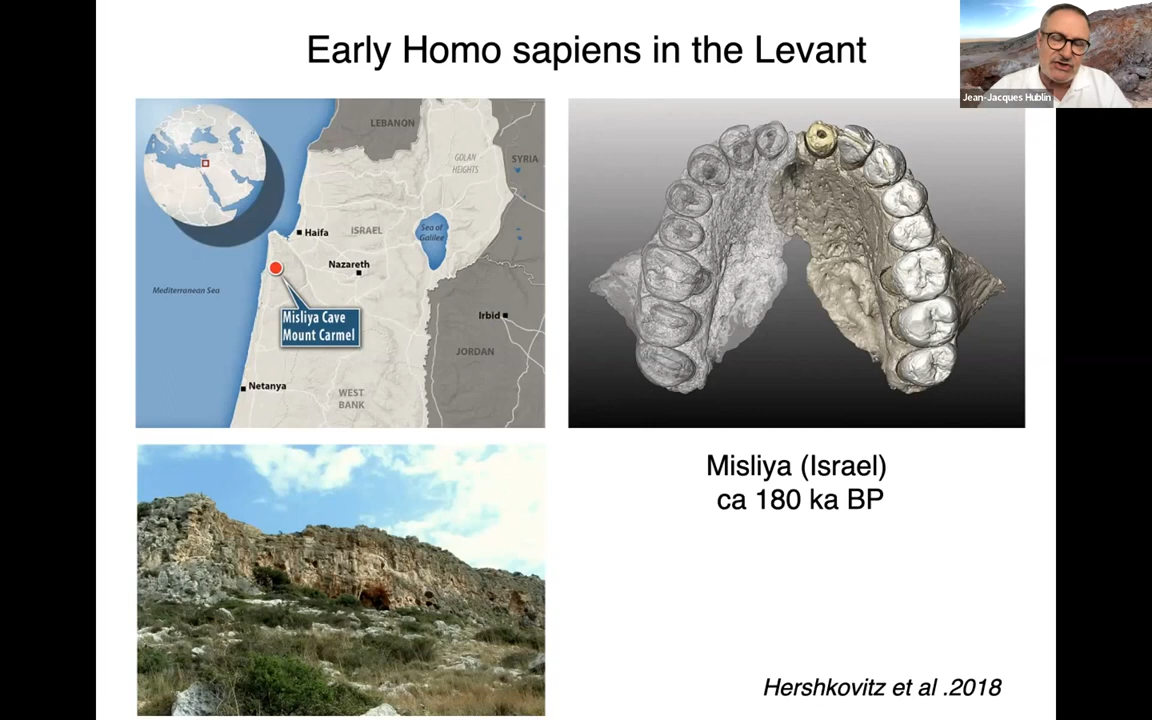 Early Homo sapiens in the Levant
Jean-Jacques Hublin
LEBANON
GOLAN
HEIGHTS
SYRIA
Haifa
ISRAEL
Sea of
Galilee
Nazareth
Mediterranean Sea
Misliya Cave
Mount Carmel
Irbid
JORDAN
Netanya
WEST
BANK
Misliya (Israel)
ca 180 ka BP
Hershkovitz et al .2018